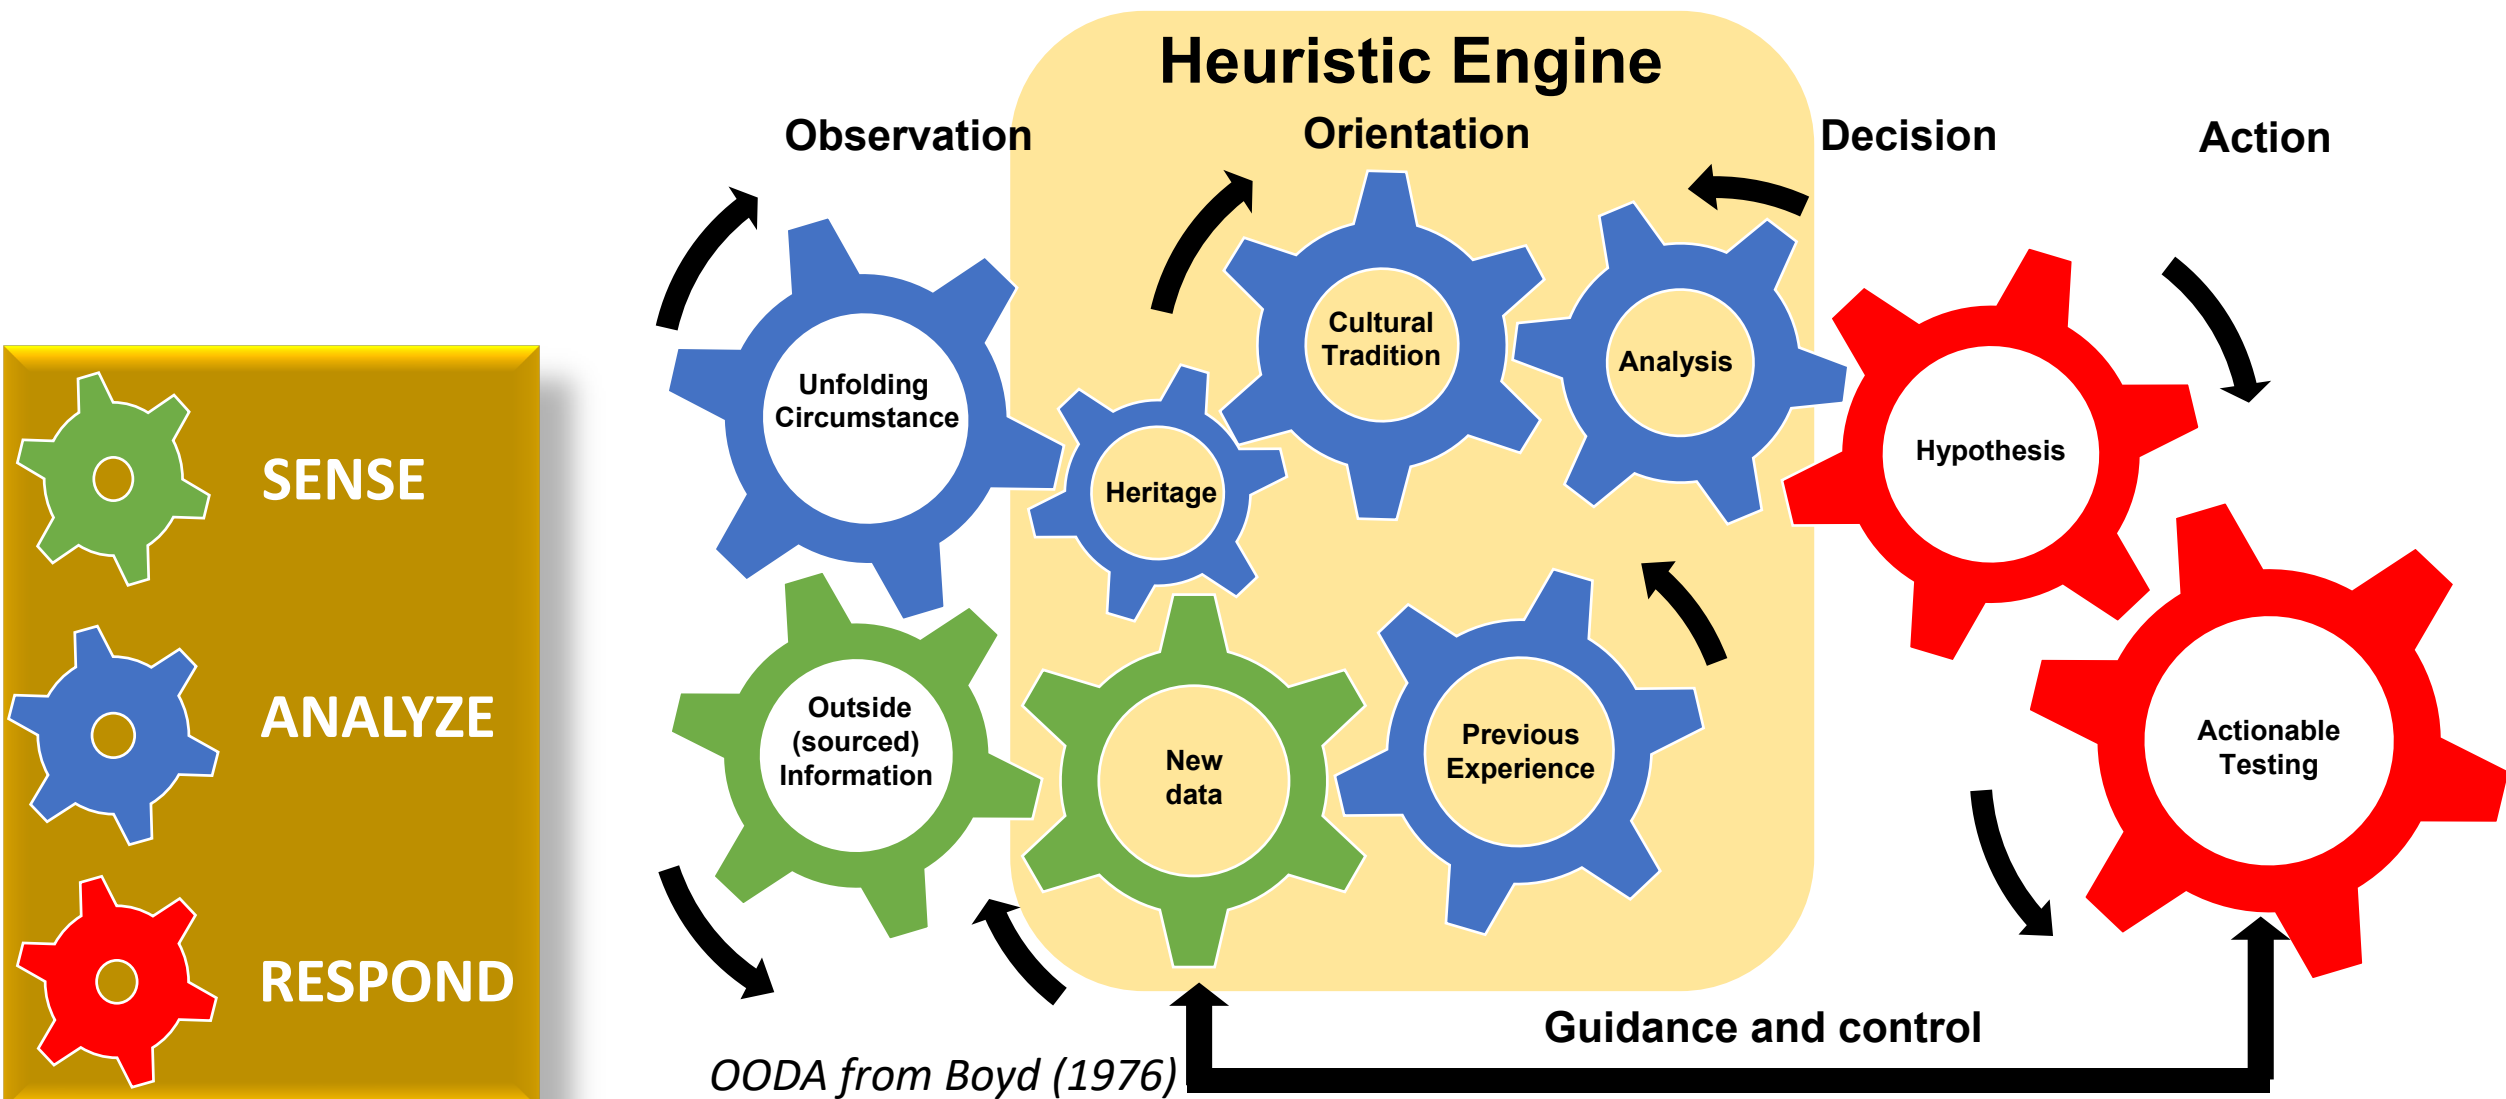 Heuristic Engine
Observation
Orientation
Decision
Action
Unfolding
Circumstance
Heritage
Cultural
Tradition
Analysis
Hypothesis
Outside
(sourced)
Information
New
data
Previous
Experience
Actionable
Testing
SENSE
ANALYZE
RESPOND
Guidance and control
OODA from Boyd (1976)